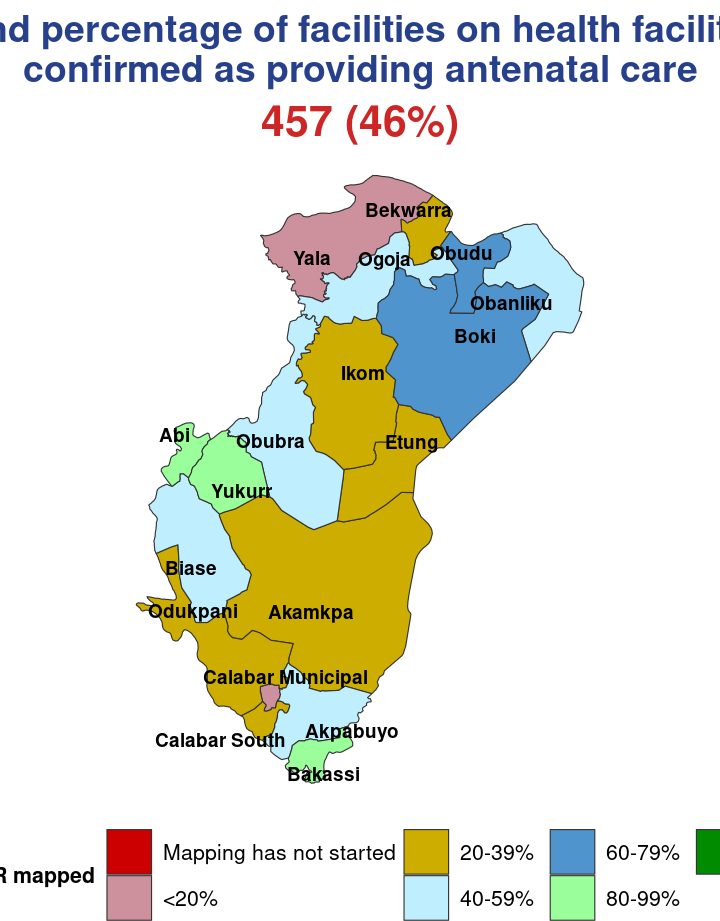 percentage of facilities on health
confirmed as providing antenatal care
457 (46%)
Bekwarra
Yala
Ogoja
Obudu
Obanliku
Boki
Ikom
Abi
Obubra
Etung
Yukurr
Biase
Odukpani
Akamkpa
Calabar Municipal
Akpabuyo
Calabar South
Bakassi
Mapping has not started
20-39%
60-79%
mapped
<20%
40-59%
80-99%